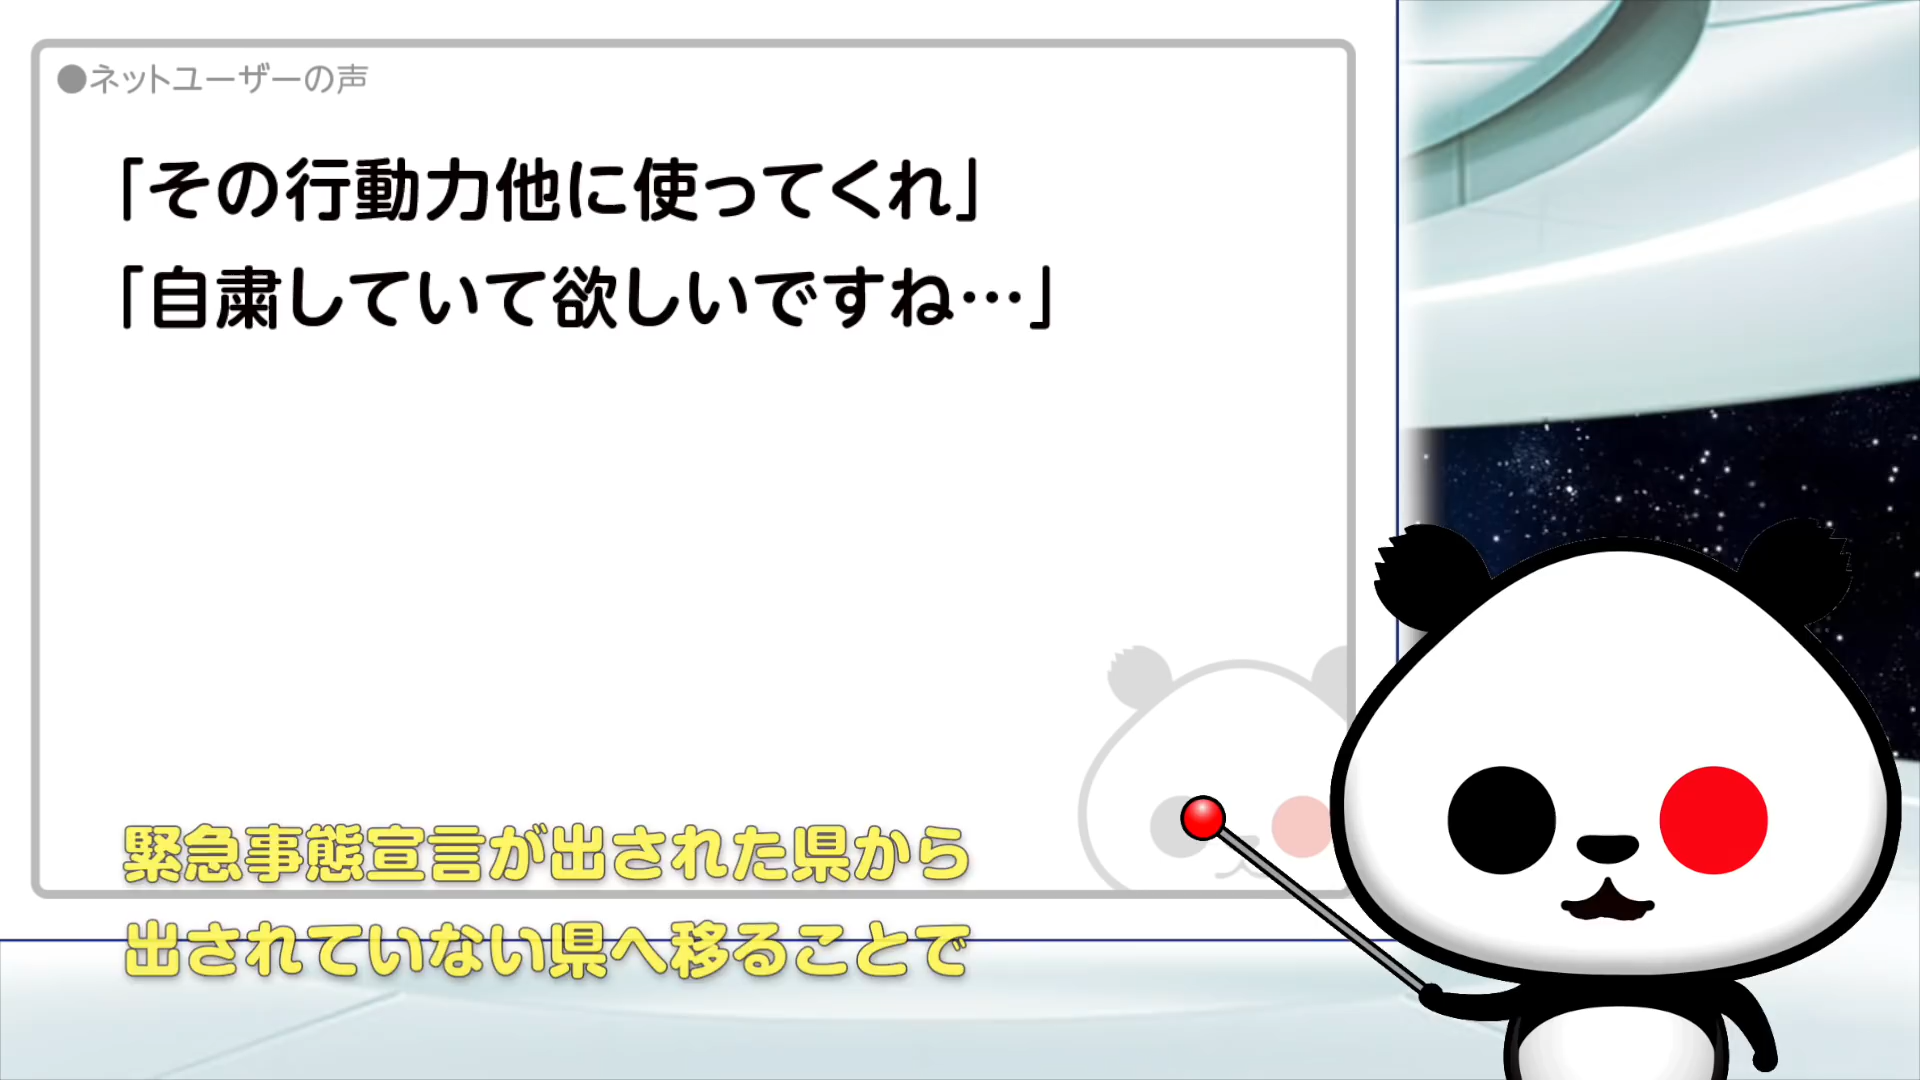 ●ネットユーザーの声
「その行動力他に使ってくれ」
「自粛していて欲しいですね…」
緊急事態宣言が出された県から
出されていない県へ移ることで